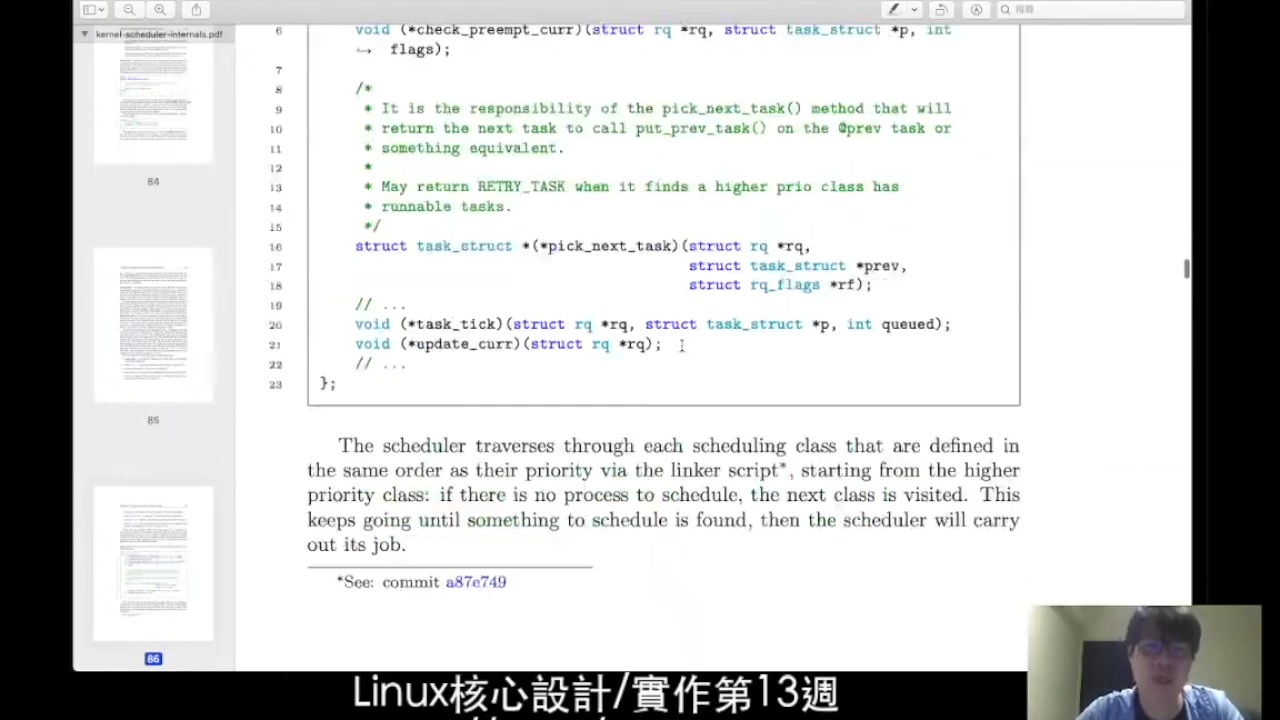 搜尋
kernel-scheduler-internals.pdf
84
85
86
6 void (*check_preempt_curr)(struct rq *rq, struct task_struct *p, int
↪ flags);
7
8 /*
9 * It is the responsibility of the pick_next_task() method that will
10 * return the next task to call put_prev_task() on the @prev task or
11 * something equivalent.
12 *
13 * May return RETRY_TASK when it finds a higher prio class has
14 * runnable tasks.
15 */
16 struct task_struct *(*pick_next_task)(struct rq *rq,
17 struct task_struct *prev,
18 struct rq_flags *rf);
19 // ...
20 void (*task_tick)(struct rq *rq, struct task_struct *p, int queued);
21 void (*update_curr)(struct rq *rq);
22 // ...
23 };
The scheduler traverses through each scheduling class that are defined in
the same order as their priority via the linker script*, starting from the higher
priority class: if there is no process to schedule, the next class is visited. This
keeps going until something to schedule is found, then the scheduler will carry
out its job.
*See: commit a87e749
Linux核心設計/實作第13週